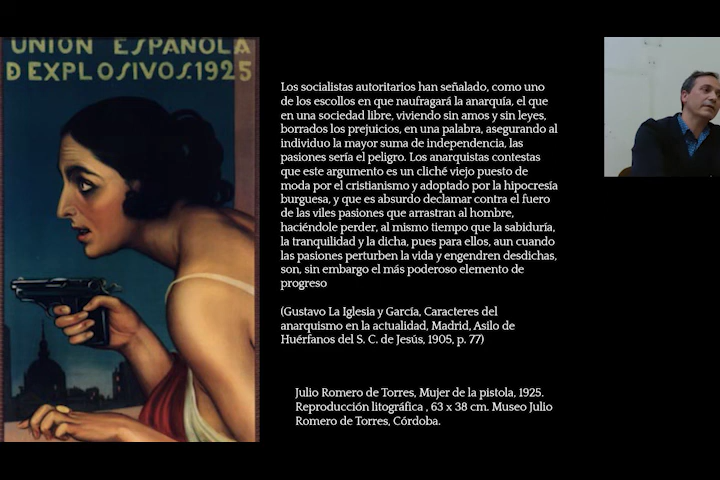 UNION ESPAÑOLA
D EXPLOSIVOS.1925
Los socialistas autoritarios han señalado, como uno
de los escollos en que naufragará la anarquía, el que
en una sociedad libre, viviendo sin amos y sin leyes,
borrados los prejuicios, en una palabra, asegurando al
individuo la mayor suma de independencia, las
pasiones sería el peligro. Los anarquistas contestas
que este argumento es un cliché viejo puesto de
moda por el cristianismo y adoptado por la hipocresía
burguesa, y que es absurdo declamar contra el fuero
de las viles pasiones que arrastran al hombre,
haciéndole perder, al mismo tiempo que la sabiduría,
la tranquilidad y la dicha, pues para ellos, aun cuando
las pasiones perturben la vida y engendren desdichas,
son, sin embargo el más poderoso elemento de
progreso
(Gustavo La Iglesia y García, Caracteres del
anarquismo en la actualidad, Madrid, Asilo de
Huérfanos del S. C. de Jesús, 1905, p. 77)
Julio Romero de Torres, Mujer de la pistola, 1925.
Reproducción litográfica , 63 x 38 cm. Museo Julio
Romero de Torres, Córdoba.